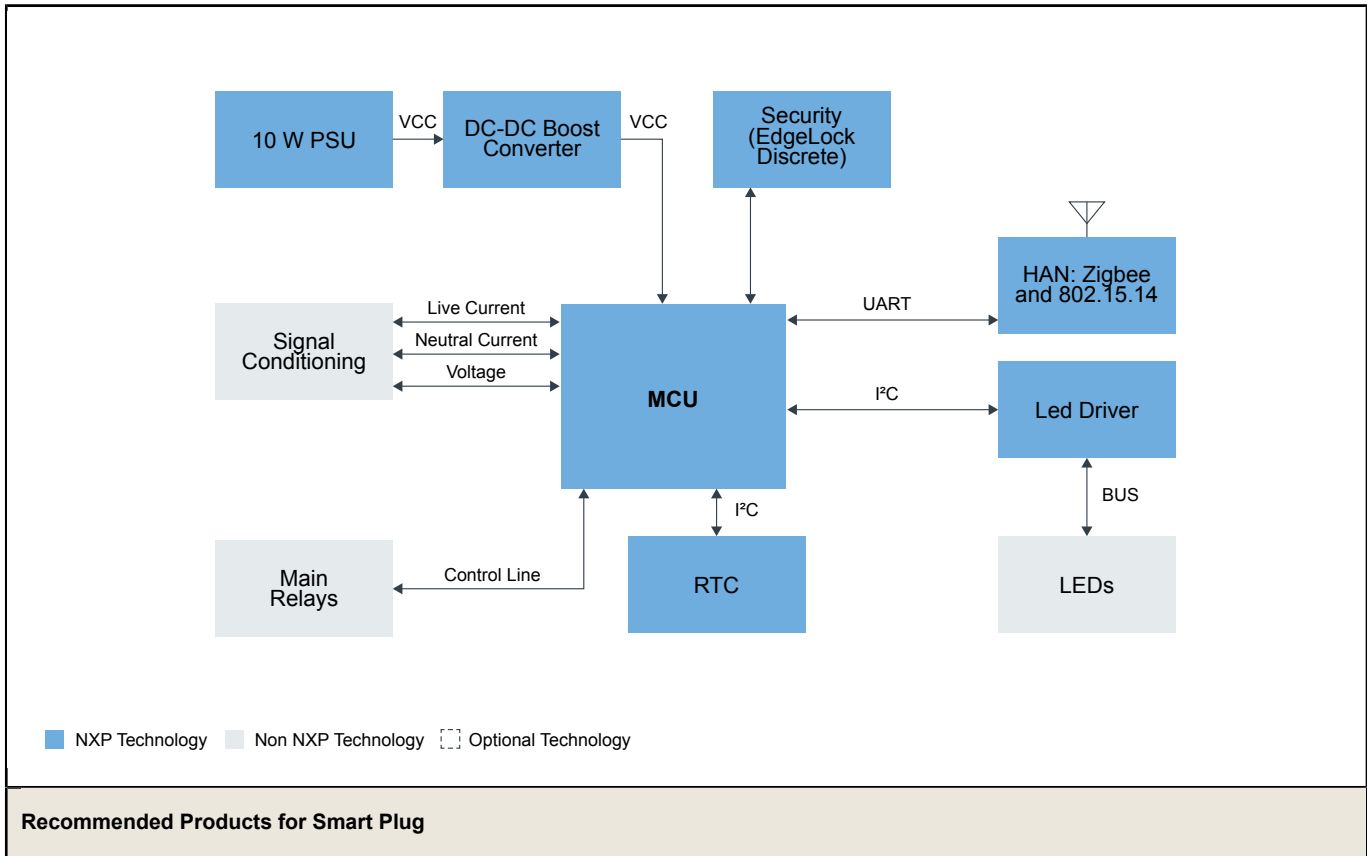 10 W PSU
VCC
DC-DC Boost
Converter
VCC
Security
(EdgeLock
Discrete)
HAN: Zigbee
and 802.15.14
UART
Signal
Conditioning
Live Current
Neutral Current
Voltage
MCU
I²C
Led Driver
BUS
LEDs
I²C
RTC
Main
Relays
Control Line
NXP Technology
Non NXP Technology
Optional Technology
Recommended Products for Smart Plug